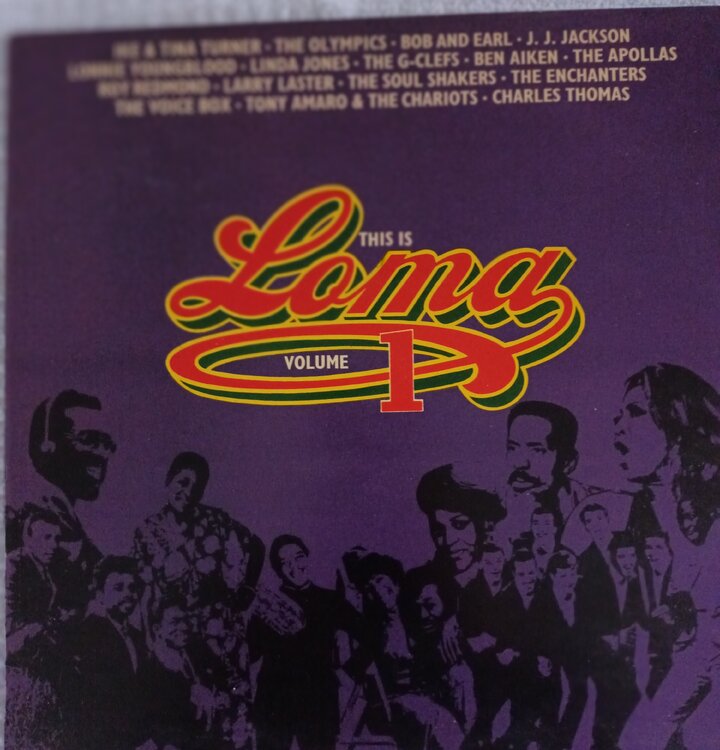 IKE & TINA TURNER · THE OLYMPICS · BOB AND EARL · J. J. JACKSON
LONNIE YOUNGBLOOD · LINDA JONES · THE G-CLEFS · BEN AIKEN · THE APOLLAS
ROY REDMOND · LARRY LASTER · THE SOUL SHAKERS · THE ENCHANTERS
THE VOICE BOX · TONY AMARO & THE CHARIOTS · CHARLES THOMAS
THIS IS
Loma
VOLUME 1